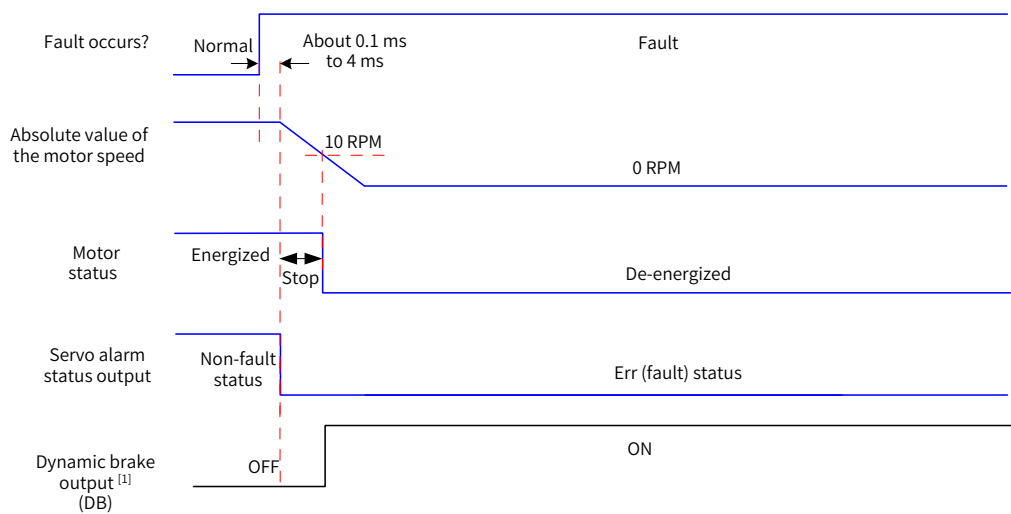 Fault occurs?
Normal
About 0.1 ms
to 4 ms
Fault
Absolute value of
the motor speed
10 RPM
0 RPM
Motor
status
Energized
Stop
De-energized
Servo alarm
status output
Non-fault
status
Err (fault) status
Dynamic brake
output [1]
(DB)
OFF
ON